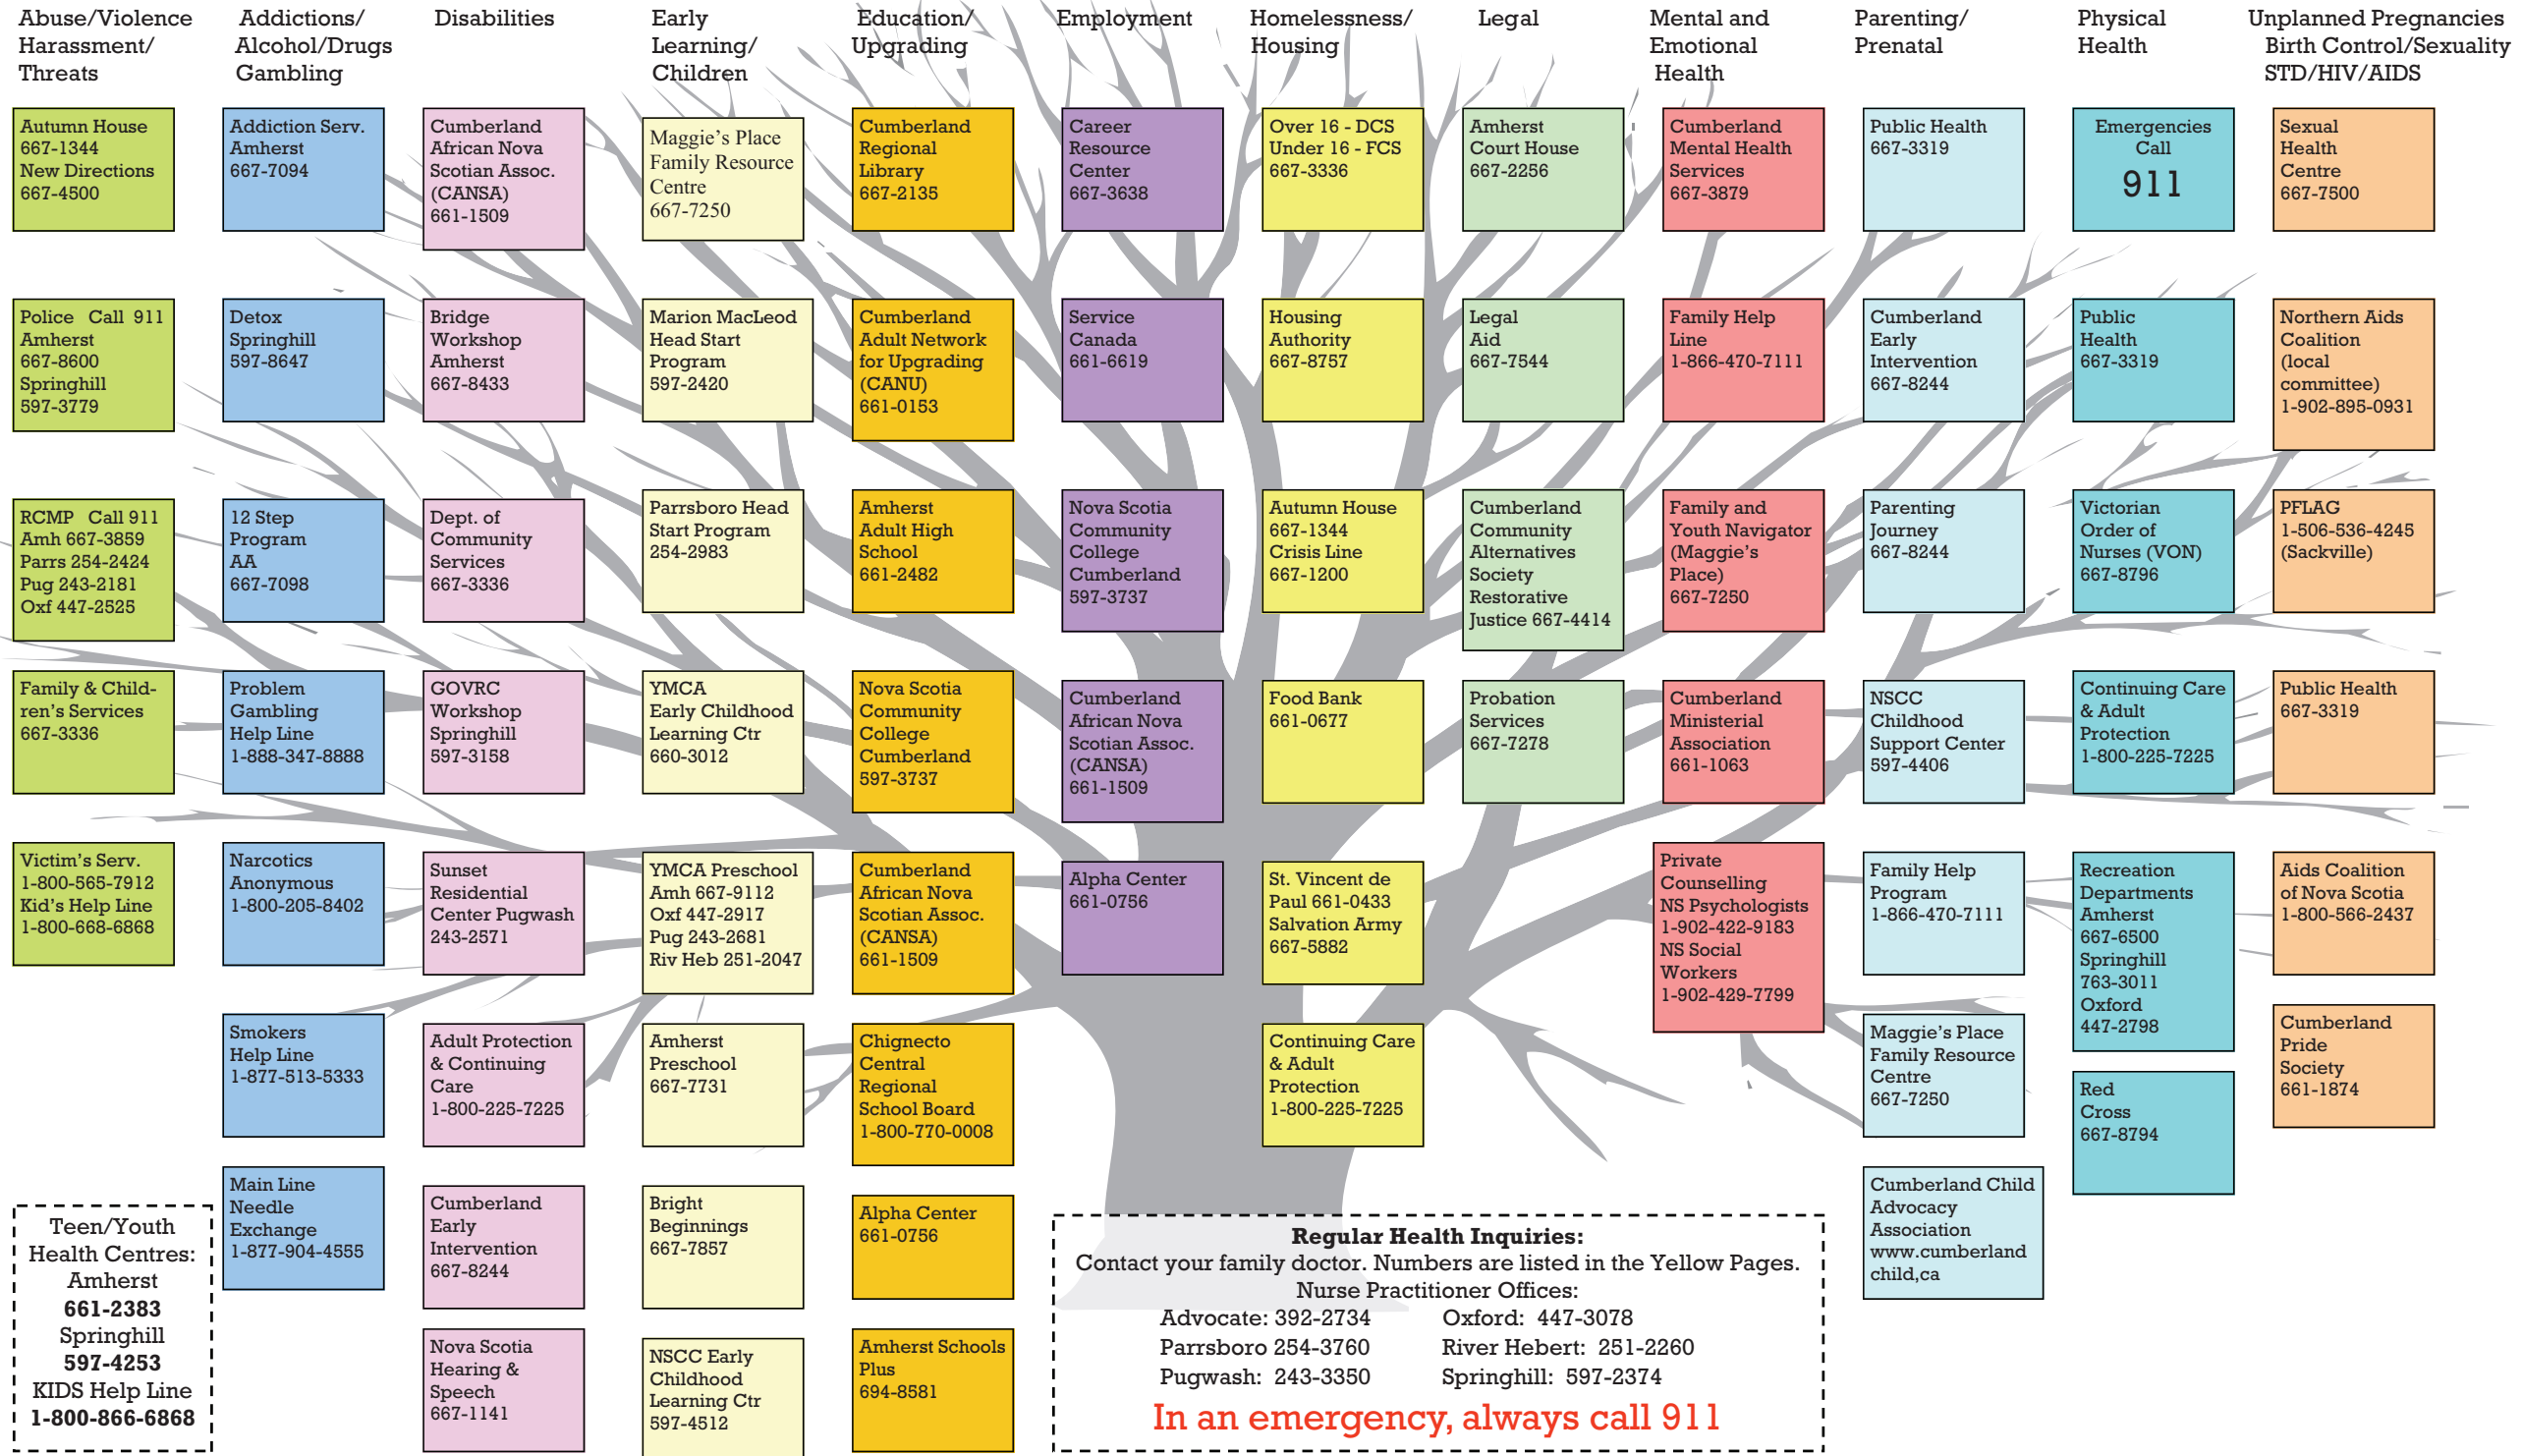 Abuse/Violence
Harassment/
Threats
Autumn House
667-1344
New Directions
667-4500
Police Call 911
Amherst
667-8600
Springhill
597-3779
RCMP Call 911
Amh 667-3859
Parrs 254-2424
Pug 243-2181
Oxf 447-2525
Family & Child-
ren's Services
667-3336
Victim's Serv.
1-800-565-7912
Kid's Help Line
1-800-668-6868
Teen/Youth
Health Centres:
Amherst
661-2383
Springhill
597-4253
KIDS Help Line
1-800-866-6868
Addictions/
Alcohol/Drugs
Gambling
Addiction Serv.
Amherst
667-7094
Detox
Springhill
597-8647
12 Step
Program
AA
667-7098
Problem
Gambling
Help Line
1-888-347-8888
Narcotics
Anonymous
1-800-205-8402
Smokers
Help Line
1-877-513-5333
Main Line
Needle
Exchange
1-877-904-4555
Disabilities
Cumberland
African Nova
Scotian Assoc.
(CANSA)
661-1509
Bridge
Workshop
Amherst
667-8433
Dept. of
Community
Services
667-3336
GOVRC
Workshop
Springhill
597-3158
Sunset
Residential
Center Pugwash
243-2571
Adult Protection
& Continuing
Care
1-800-225-7225
Cumberland
Early
Intervention
667-8244
Nova Scotia
Hearing &
Speech
667-1141
Early
Learning/
Children
Maggie's Place
Family Resource
Centre
667-7250
Marion MacLeod
Head Start
Program
597-2420
Parrsboro Head
Start Program
254-2983
YMCA
Early Childhood
Learning Ctr
660-3012
YMCA Preschool
Amh 667-9112
Oxf 447-2917
Pug 243-2681
Riv Heb 251-2047
Amherst
Preschool
667-7731
Bright
Beginnings
667-7857
NSCC Early
Childhood
Learning Ctr
597-4512
Education/
Upgrading
Cumberland
Regional
Library
667-2135
Cumberland
Adult Network
for Upgrading
(CANU)
661-0153
Amherst
Adult High
School
661-2482
Nova Scotia
Community
College
Cumberland
597-3737
Cumberland
African Nova
Scotian Assoc.
(CANSA)
661-1509
Chignecto
Central
Regional
School Board
1-800-770-0008
Alpha Center
661-0756
Amherst Schools
Plus
694-8581
Employment
Career
Resource
Center
667-3638
Service
Canada
661-6619
Nova Scotia
Community
College
Cumberland
597-3737
Cumberland
African Nova
Scotian Assoc.
(CANSA)
661-1509
Alpha Center
661-0756
Homelessness/
Housing
Over 16 - DCS
Under 16 - FCS
667-3336
Housing
Authority
667-8757
Autumn House
667-1344
Crisis Line
667-1200
Food Bank
661-0677
St. Vincent de
Paul 661-0433
Salvation Army
667-5882
Continuing Care
& Adult
Protection
1-800-225-7225
Legal
Amherst
Court House
667-2256
Legal
Aid
667-7544
Cumberland
Community
Alternatives
Society
Restorative
Justice 667-4414
Probation
Services
667-7278
Mental and
Emotional
Health
Cumberland
Mental Health
Services
667-3879
Family Help
Line
1-866-470-7111
Family and
Youth Navigator
(Maggie's
Place)
667-7250
Cumberland
Ministerial
Association
661-1063
Private
Counselling
NS Psychologists
1-902-422-9183
NS Social
Workers
1-902-429-7799
Parenting/
Prenatal
Public Health
667-3319
Cumberland
Early
Intervention
667-8244
Parenting
Journey
667-8244
NSCC
Childhood
Support Center
597-4406
Family Help
Program
1-866-470-7111
Maggie's Place
Family Resource
Centre
667-7250
Cumberland Child
Advocacy
Association
www.cumberland
child,ca
Physical
Health
Emergencies
Call
911
Public
Health
667-3319
Victorian
Order of
Nurses (VON)
667-8796
Continuing Care
& Adult
Protection
1-800-225-7225
Recreation
Departments
Amherst
667-6500
Springhill
763-3011
Oxford
447-2798
Red
Cross
667-8794
Unplanned Pregnancies
Birth Control/Sexuality
STD/HIV/AIDS
Sexual
Health
Centre
667-7500
Northern Aids
Coalition
(local
committee)
1-902-895-0931
PFLAG
1-506-536-4245
(Sackville)
Public Health
667-3319
Aids Coalition
of Nova Scotia
1-800-566-2437
Cumberland
Pride
Society
661-1874
Regular Health Inquiries:
Contact your family doctor. Numbers are listed in the Yellow Pages.
Nurse Practitioner Offices:
Advocate: 392-2734 Oxford: 447-3078
Parrsboro 254-3760 River Hebert: 251-2260
Pugwash: 243-3350 Springhill: 597-2374
In an emergency, always call 911